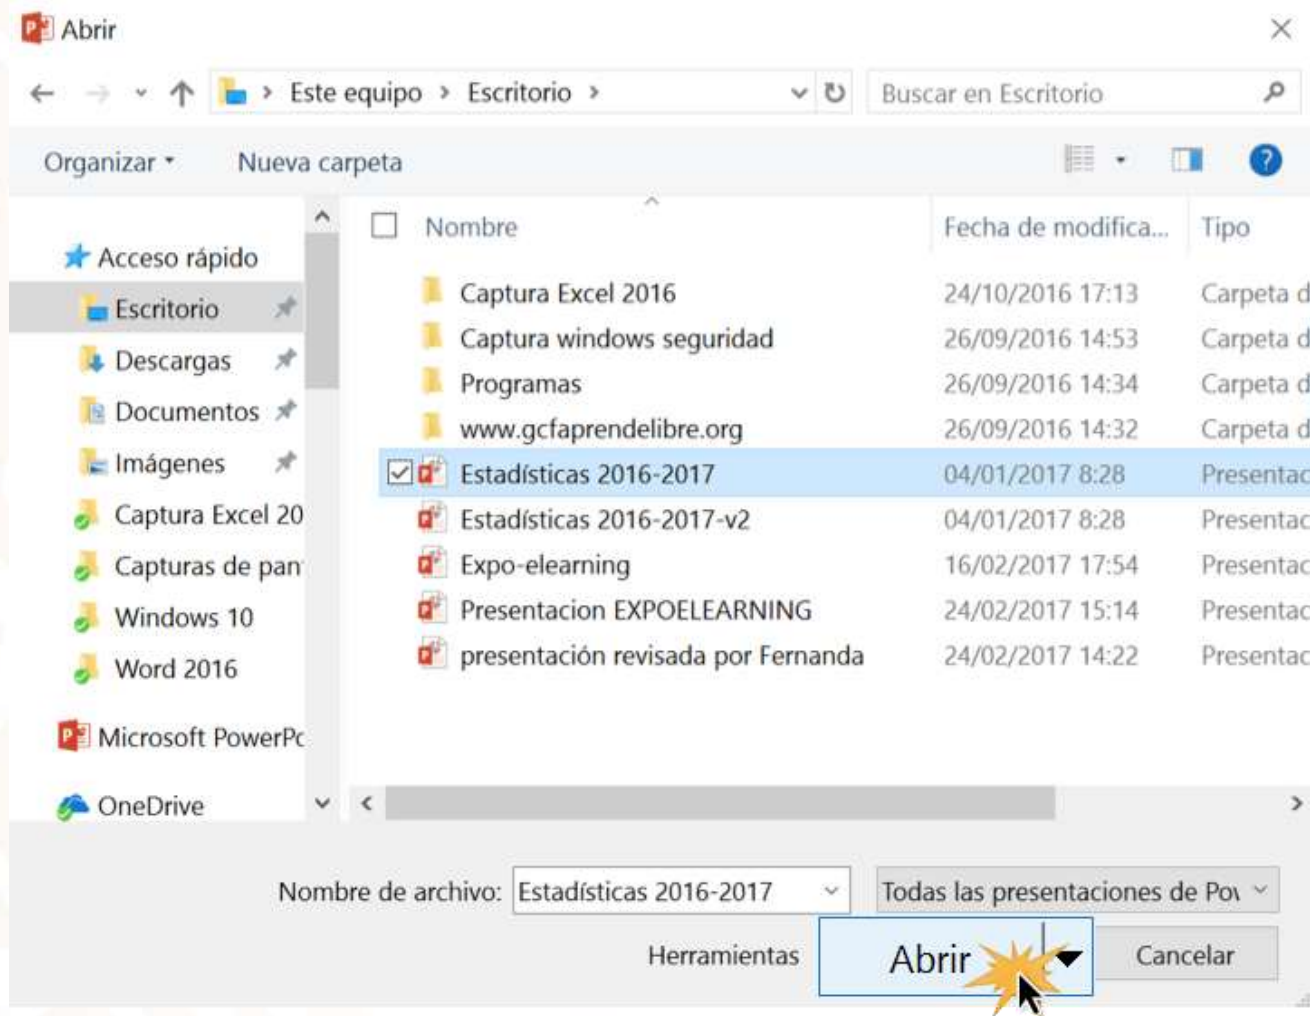 Abrir
Este equipo > Escritorio >
Buscar en Escritorio
Organizar
Nueva carpeta
Nombre
Fecha de modifica...
Tipo
Acceso rápido
Escritorio
Descargas
Documentos
Imágenes
Captura Excel 20
Capturas de pan
Windows 10
Word 2016
Microsoft PowerPo
OneDrive
Captura Excel 2016 24/10/2016 17:13 Carpeta d
Captura windows seguridad 26/09/2016 14:53 Carpeta d
Programas 26/09/2016 14:34 Carpeta d
www.gcfaprendelibre.org 26/09/2016 14:32 Carpeta d
Estadísticas 2016-2017 04/01/2017 8:28 Presentac
Estadísticas 2016-2017-v2 04/01/2017 8:28 Presentac
Expo-elearning 16/02/2017 17:54 Presentac
Presentacion EXPOELEARNING 24/02/2017 15:14 Presentac
presentación revisada por Fernanda 24/02/2017 14:22 Presentac
Nombre de archivo: Estadísticas 2016-2017
Todas las presentaciones de Pov
Herramientas
Abrir
Cancelar